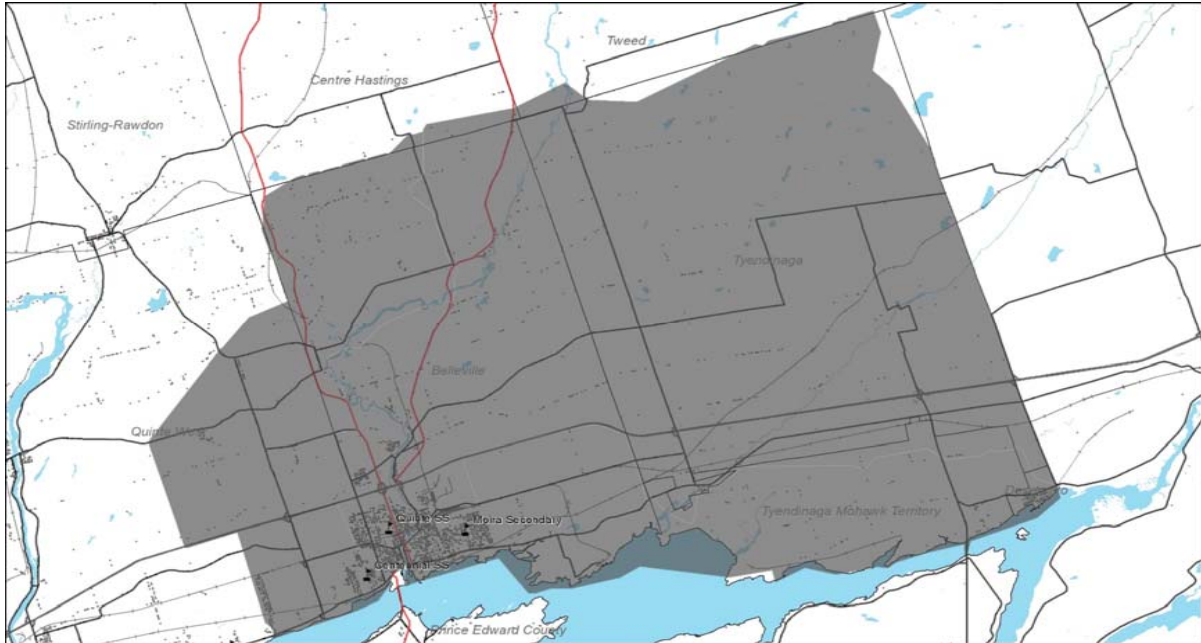 Tweed
Centre Hastings
Stirling-Rawdon
Tyendinaga
Belleville
Quinte West
Quinte SS
Moira Secondary
Tyendinaga Mohawk Territory
Centennial SS
Prince Edward County